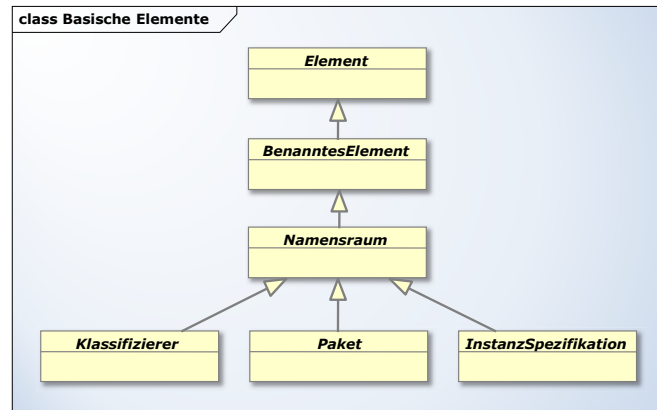 class Basische Elemente
Element
BenanntesElement
Namensraum
Klassifizierer
Paket
InstanzSpezifikation